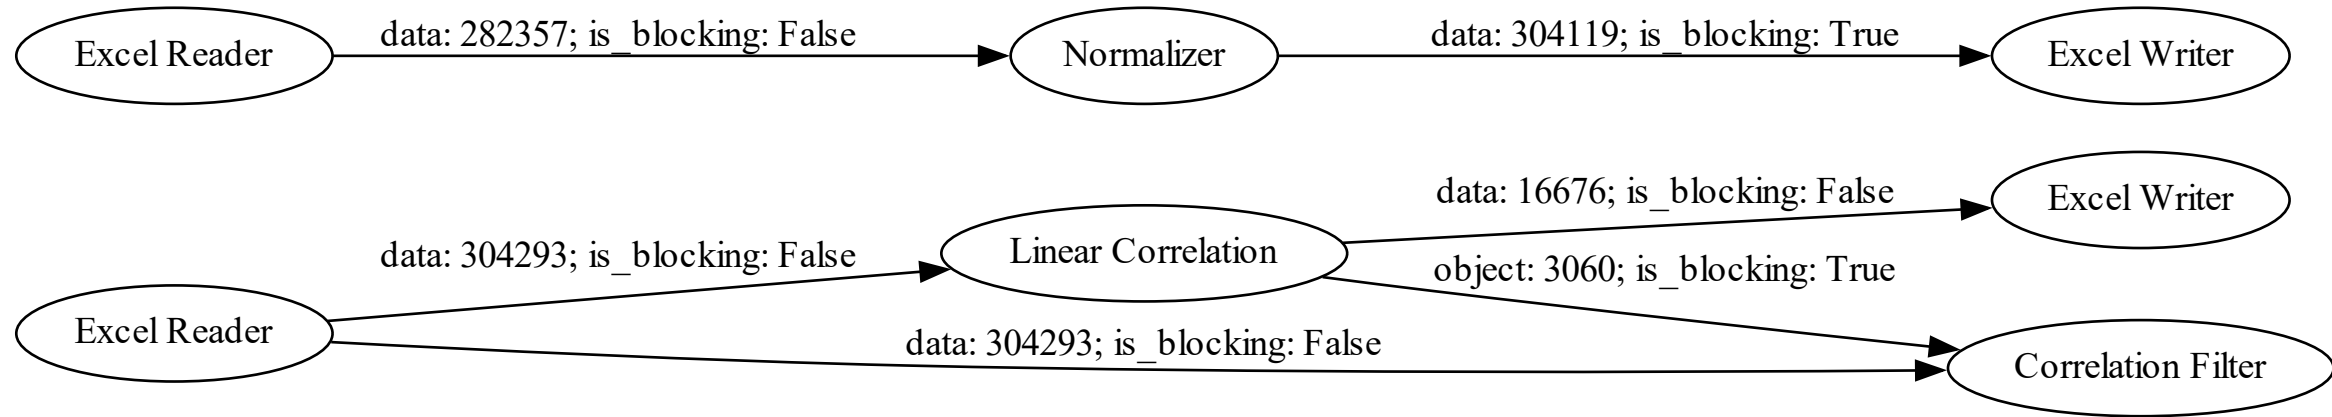 Excel Reader
data: 282357; is_blocking: False
Normalizer
data: 304119; is_blocking: True
Excel Writer
Excel Reader
data: 304293; is_blocking: False
Linear Correlation
data: 16676; is_blocking: False
Excel Writer
object: 3060; is_blocking: True
data: 304293; is_blocking: False
Correlation Filter